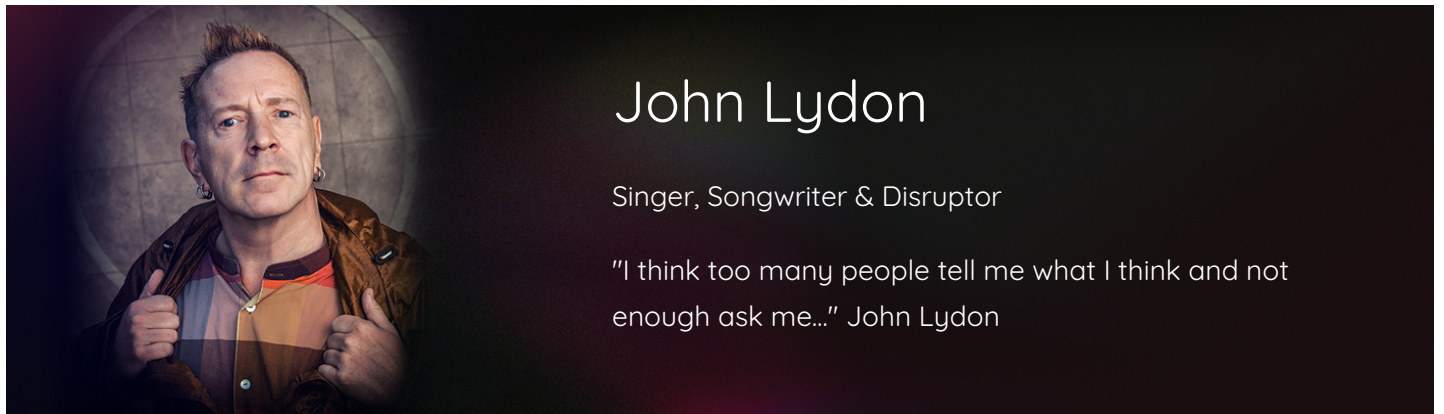 John Lydon
Singer, Songwriter & Disruptor
"I think too many people tell me what I think and not
enough ask me..." John Lydon